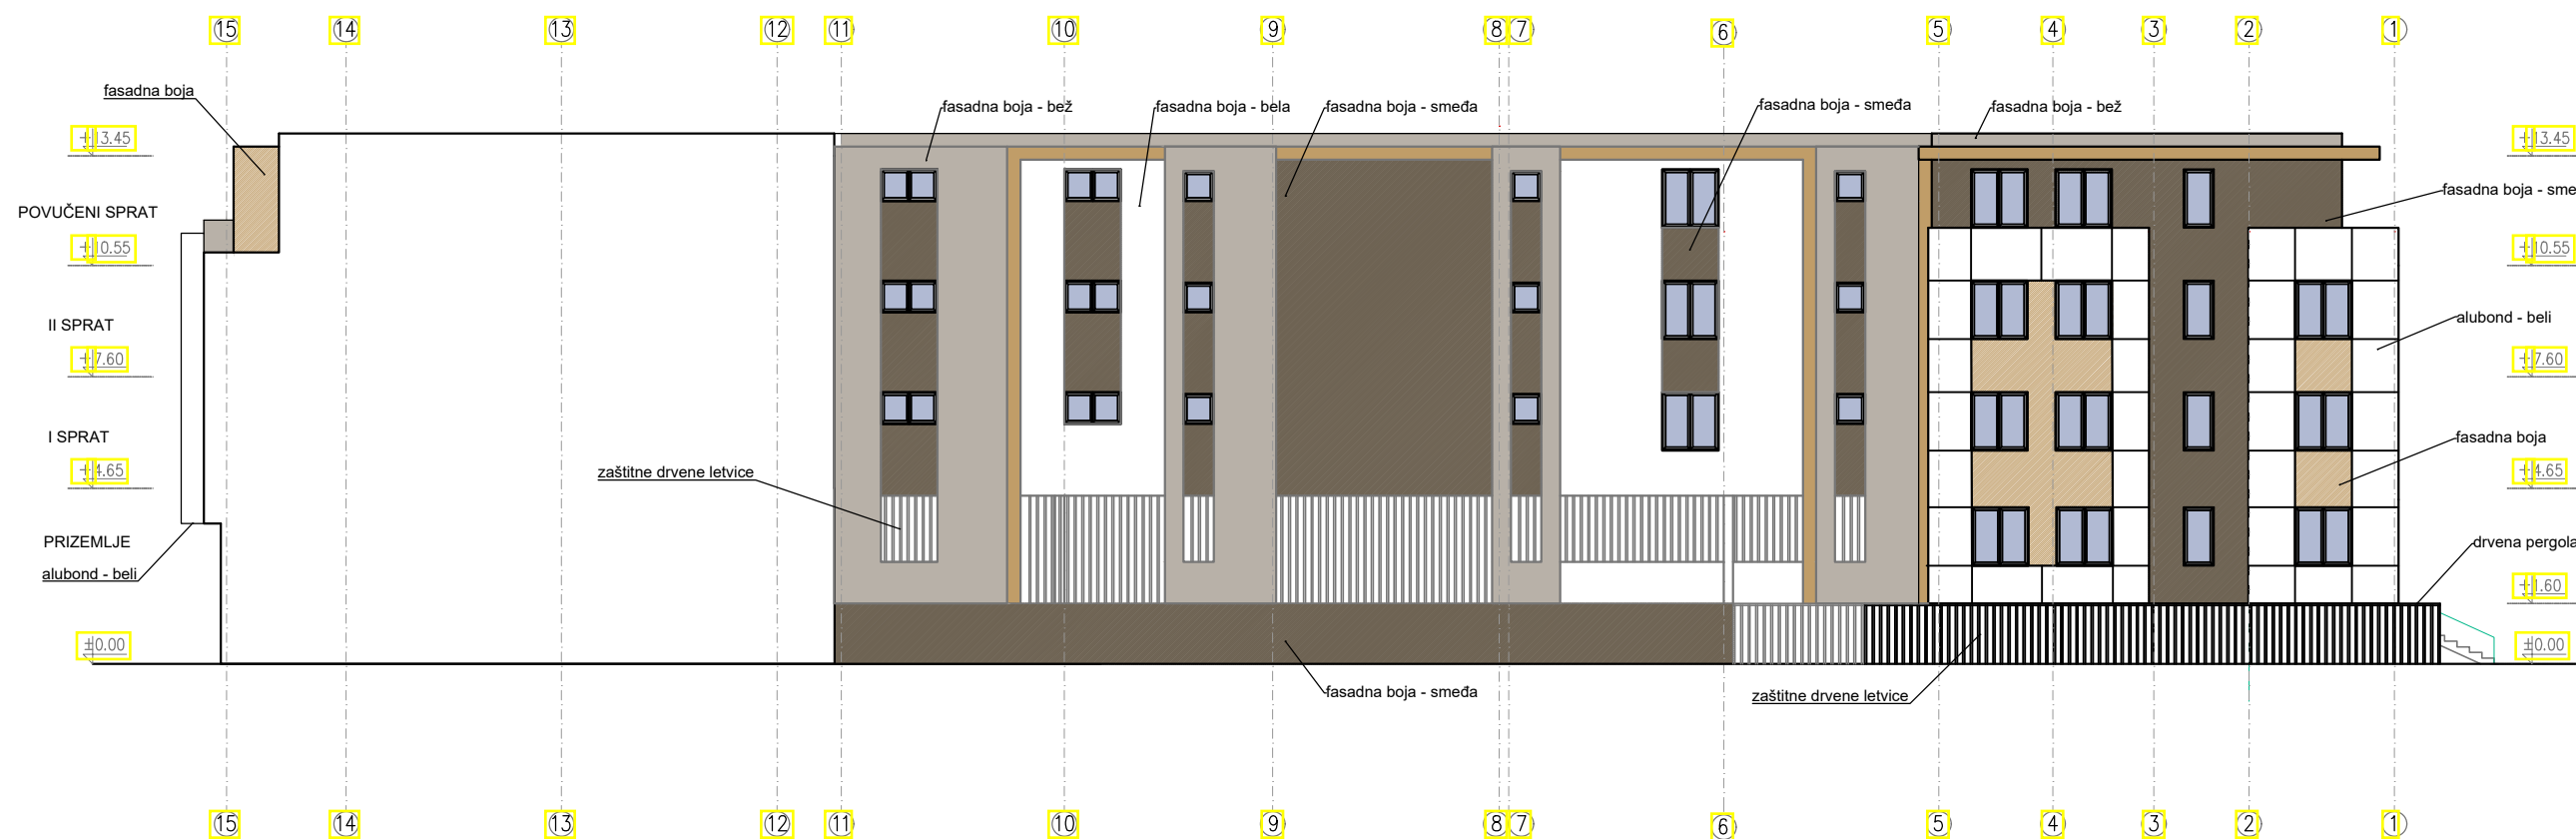 15 14 13 12 11 10 9 8 7 6 5 4 3 2 1
fasadna boja
fasadna boja - bež
fasadna boja - bela
fasadna boja - smeđa
fasadna boja - smeđa
fasadna boja - bež
+13.45
+13.45
fasadna boja - sme
POVUČENI SPRAT
+10.55
+10.55
II SPRAT
alubond - beli
+7.60
+7.60
I SPRAT
fasadna boja
+4.65
zaštitne drvene letvice
+4.65
PRIZEMLJE
drvena pergola
alubond - beli
+1.60
±0.00
±0.00
fasadna boja - smeđa
zaštitne drvene letvice
15 14 13 12 11 10 9 8 7 6 5 4 3 2 1